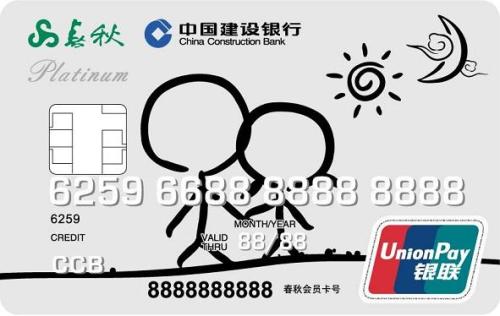 春秋
中国建设银行
China Construction Bank
Platinum
6259 6688 8888 8888
6259
CREDIT
MONTH/YEAR
VALID THRU 88/88
CCB
8888888888 春秋会员卡号
UnionPay
银联